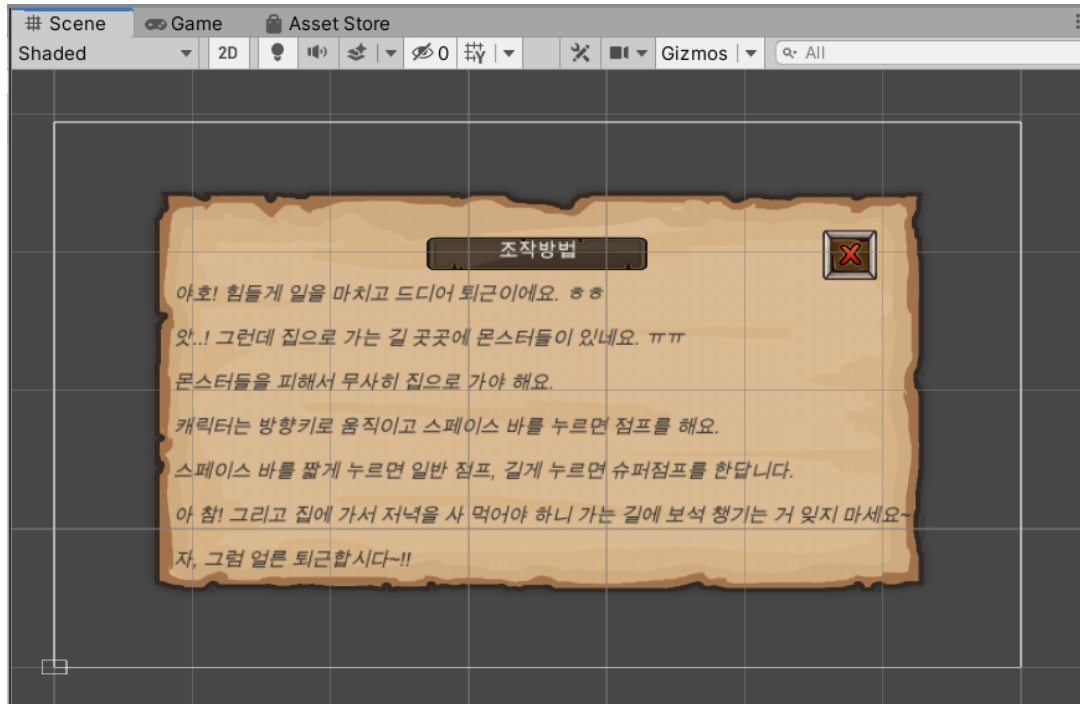 Scene Game Asset Store
Shaded 2D 0 Gizmos All
조작방법
야호! 힘들게 일을 마치고 드디어 퇴근이에요. ㅎㅎ
앗..! 그런데 집으로 가는 길 곳곳에 몬스터들이 있네요. ㅠㅠ
몬스터들을 피해서 무사히 집으로 가야 해요.
캐릭터는 방향키로 움직이고 스페이스 바를 누르면 점프를 해요.
스페이스 바를 짧게 누르면 일반 점프, 길게 누르면 슈퍼점프를 한답니다.
아 참! 그리고 집에 가서 저녁을 사 먹어야 하니 가는 길에 보석 챙기는 거 잊지 마세요~
자, 그럼 얼른 퇴근합시다~!!